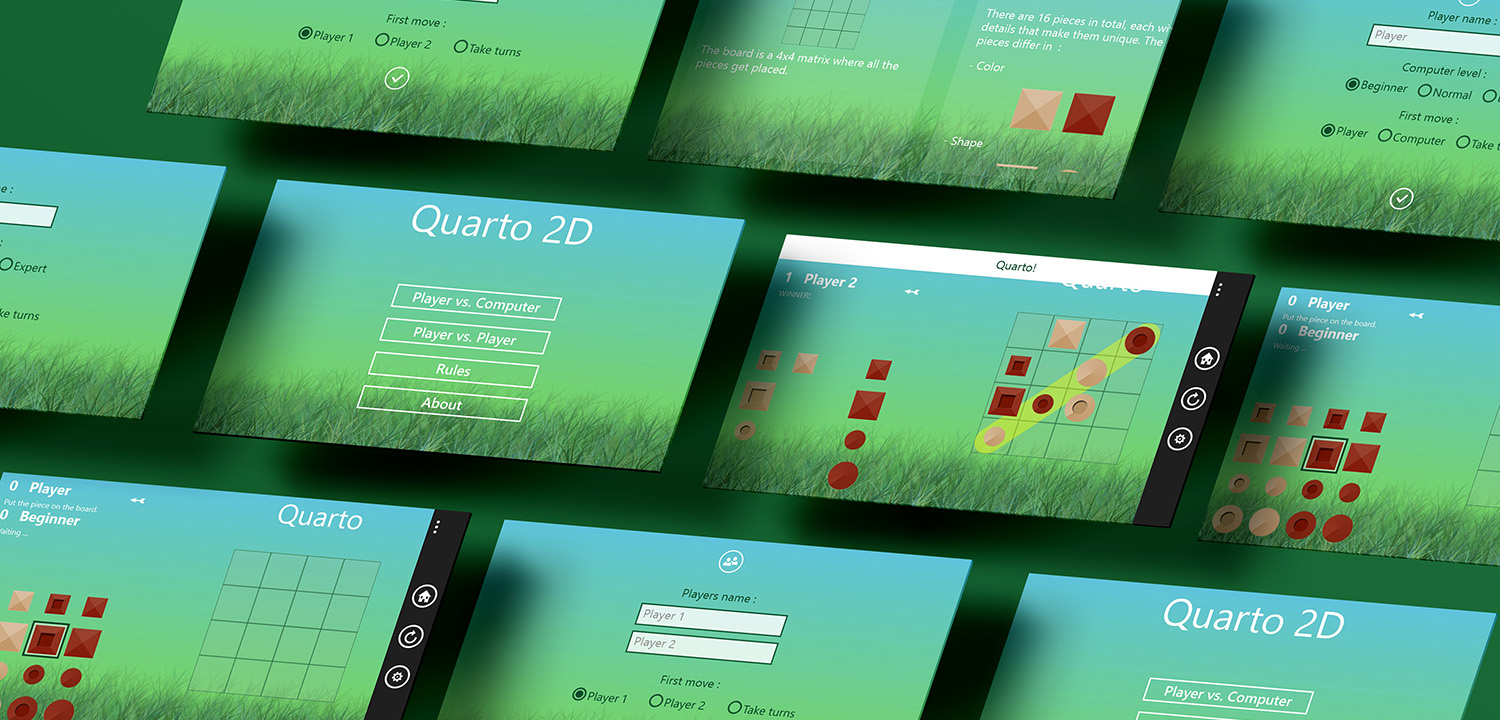 First move :
Player 1
Player 2
Take turns
The board is a 4x4 matrix where all the
pieces get placed.
There are 16 pieces in total, each wi
details that make them unique. The
pieces differ in :
- Color
- Shape
Player name :
Player
Computer level :
Beginner
Normal
First move :
Player
Computer
Take t
e :
:
Expert
ke turns
Quarto 2D
Player vs. Computer
Player vs. Player
Rules
About
Quarto!
1 Player 2
WINNER!
Quarto
0 Player
Put the piece on the board.
0 Beginner
Waiting ...
0 Player
Put the piece on the board.
0 Beginner
Waiting ...
Quarto
Players name :
Player 1
Player 2
First move :
Player 1
Player 2
Take turns
Quarto 2D
Player vs. Computer